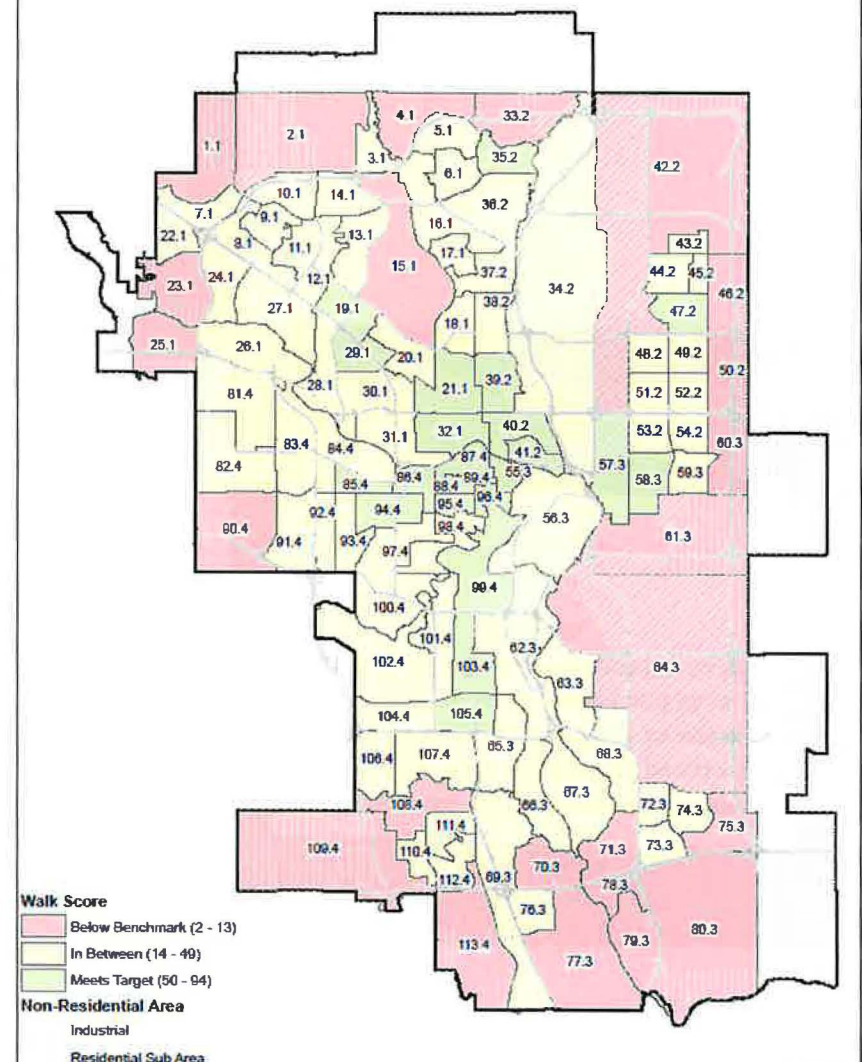 4.1 33.2
1.1 2.1 5.1
3.1 35.2 42.2
6.1
10.1 14.1 36.2
7.1 9.1 16.1
22.1 8.1 11.1 13.1 17.1 43.2
12.1 15.1 37.2 44.2 45.2
23.1 24.1 34.2 46.2
27.1 19.1 38.2 47.2
18.1
25.1 26.1 29.1 20.1 48.2 49.2
50.2
81.4 28.1 30.1 21.1 39.2 51.2 52.2
83.4 31.1 32.1 40.2 53.2 54.2 60.3
84.4 41.2
82.4 87.4 57.3
85.4 86.4 88.4 89.4 55.3 58.3 59.3
92.4 94.4 95.4 96.4
90.4 98.4 56.3
91.4 93.4 97.4 61.3
99.4
100.4
101.4 62.3
102.4 103.4 63.3 64.3
104.4 105.4
106.4 107.4 65.3 68.3
108.4 66.3 67.3 72.3 74.3
111.4 75.3
109.4 110.4 71.3 73.3
112.4 69.3 70.3 78.3
76.3 80.3
113.4 77.3 79.3
Walk Score
Below Benchmark (2 - 13)
In Between (14 - 49)
Meets Target (50 - 94)
Non-Residential Area
Industrial
Residential Sub Area